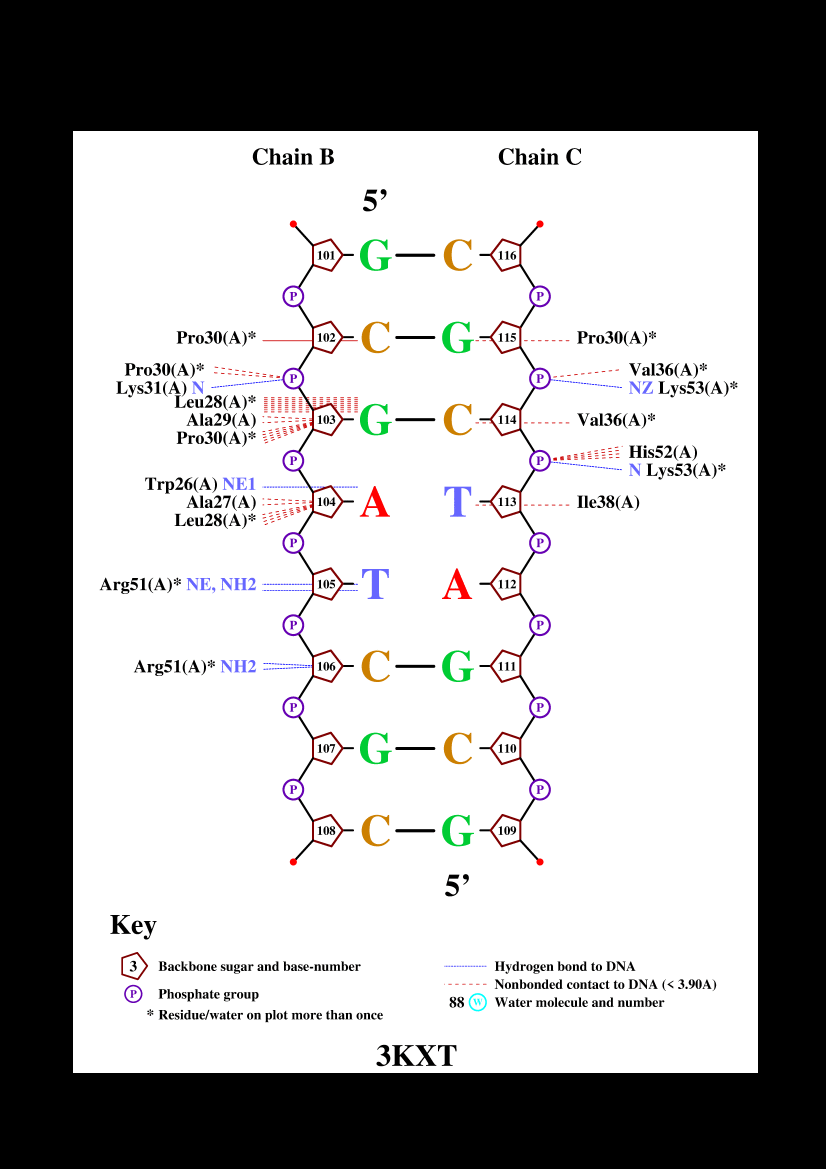 Chain B Chain C
5’
101 G C 116
P P
Pro30(A)* 102 C G 115 Pro30(A)*
Pro30(A)* Val36(A)*
P P
Lys31(A) N NZ Lys53(A)*
Leu28(A)*
Ala29(A) 103 G C 114 Val36(A)*
Pro30(A)*
His52(A)
P P
N Lys53(A)*
Trp26(A) NE1
Ala27(A) 104 A T 113 Ile38(A)
Leu28(A)*
P P
Arg51(A)* NE, NH2 105 T A 112
P P
Arg51(A)* NH2 106 C G 111
P P
107 G C 110
P P
108 C G 109
5’
Key
3 Backbone sugar and base-number
P Phosphate group
* Residue/water on plot more than once
Hydrogen bond to DNA
Nonbonded contact to DNA (< 3.90A)
88 W Water molecule and number
3KXT